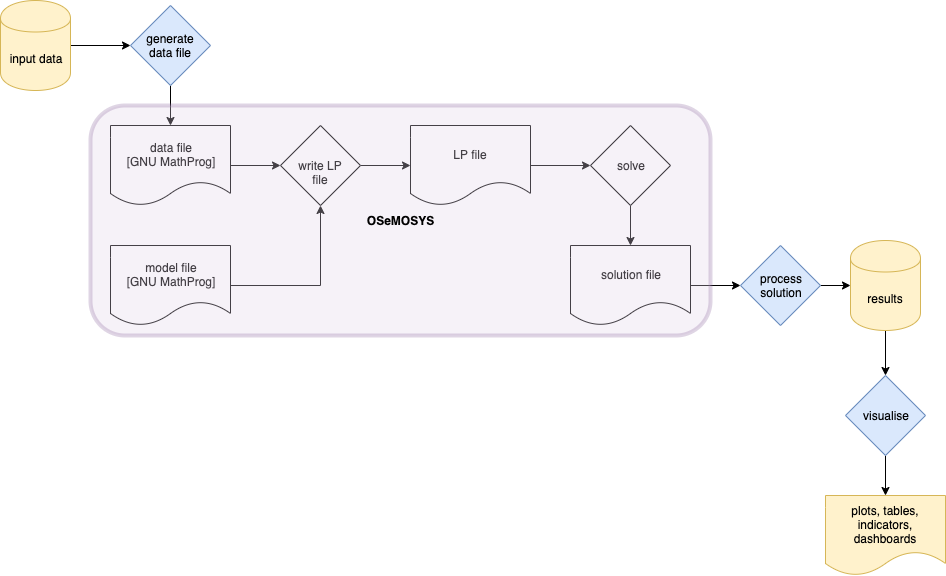 input data
generate
data file
data file
[GNU MathProg]
write LP
file
LP file
solve
OSeMOSYS
model file
[GNU MathProg]
solution file
process
solution
results
visualise
plots, tables,
indicators,
dashboards